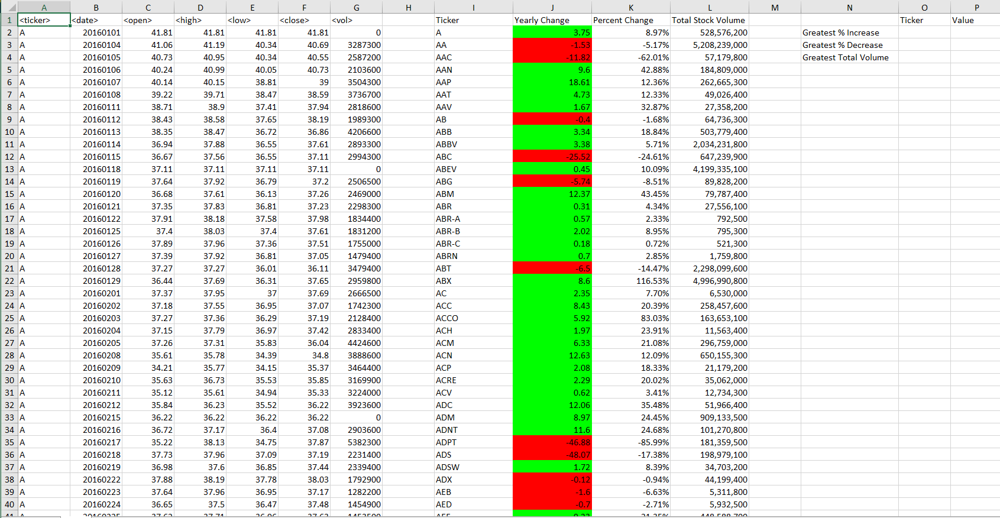 A B C D E F G H I J K L M N O P
1 <ticker> <date> <open> <high> <low> <close> <vol> Ticker Yearly Change Percent Change Total Stock Volume Ticker Value
2 A 20160101 41.81 41.81 41.81 41.81 0 A 3.75 8.97% 528,576,200 Greatest % Increase
3 A 20160104 41.06 41.19 40.34 40.69 3287300 AA -1.53 -5.17% 5,208,239,000 Greatest % Decrease
4 A 20160105 40.73 40.95 40.34 40.55 2587200 AAC -11.82 -62.01% 57,179,800 Greatest Total Volume
5 A 20160106 40.24 40.99 40.05 40.73 2103600 AAN 9.6 42.88% 184,809,000
6 A 20160107 40.14 40.15 38.81 39 3504300 AAP 18.61 12.36% 262,665,300
7 A 20160108 39.22 39.71 38.47 38.59 3736700 AAT 4.73 12.33% 49,026,400
8 A 20160111 38.71 38.9 37.41 37.94 2818600 AAV 1.67 32.87% 27,358,200
9 A 20160112 38.43 38.58 37.65 38.19 1989300 AB -0.4 -1.68% 64,736,300
10 A 20160113 38.35 38.47 36.72 36.86 4206600 ABB 3.34 18.84% 503,779,400
11 A 20160114 36.94 37.88 36.55 37.61 2893300 ABBV 3.38 5.71% 2,034,231,800
12 A 20160115 36.67 37.56 36.55 37.11 2994300 ABC -25.52 -24.61% 647,239,900
13 A 20160118 37.11 37.11 37.11 37.11 0 ABEV 0.45 10.09% 4,199,335,100
14 A 20160119 37.64 37.92 36.79 37.2 2506500 ABG -5.74 -8.51% 89,828,200
15 A 20160120 36.68 37.61 36.13 37.26 2469000 ABM 12.37 43.45% 79,787,400
16 A 20160121 37.35 37.83 36.81 37.23 2298300 ABR 0.31 4.34% 27,556,100
17 A 20160122 37.91 38.18 37.58 37.98 1834400 ABR-A 0.57 2.33% 792,500
18 A 20160125 37.4 38.03 37.4 37.61 1831200 ABR-B 2.02 8.95% 795,300
19 A 20160126 37.89 37.96 37.36 37.51 1755000 ABR-C 0.18 0.72% 521,300
20 A 20160127 37.39 37.92 36.81 37.05 1479400 ABRN 0.7 2.85% 1,759,800
21 A 20160128 37.27 37.27 36.01 36.11 3479400 ABT -6.5 -14.47% 2,298,099,600
22 A 20160129 36.44 37.69 36.31 37.65 2959800 ABX 8.6 116.53% 4,996,990,800
23 A 20160201 37.37 37.95 37 37.69 2666500 AC 2.35 7.70% 6,530,000
24 A 20160202 37.18 37.55 36.95 37.07 1742300 ACC 8.43 20.39% 258,457,600
25 A 20160203 37.27 37.36 36.29 37.19 2128400 ACCO 5.92 83.03% 163,653,100
26 A 20160204 37.15 37.79 36.97 37.42 2833400 ACH 1.97 23.91% 11,563,400
27 A 20160205 37.26 37.31 35.83 36.04 4424600 ACM 6.33 21.08% 296,759,000
28 A 20160208 35.61 35.78 34.39 34.8 3888600 ACN 12.63 12.09% 650,155,300
29 A 20160209 34.21 35.77 34.15 35.37 3464400 ACP 2.08 18.33% 21,179,200
30 A 20160210 35.63 36.73 35.53 35.85 3169900 ACRE 2.29 20.02% 35,062,000
31 A 20160211 35.12 35.61 34.94 35.33 3224000 ACV 0.62 3.41% 12,734,300
32 A 20160212 35.84 36.23 35.52 36.22 3923600 ADC 12.06 35.48% 51,966,400
33 A 20160215 36.22 36.22 36.22 36.22 0 ADM 8.97 24.45% 909,133,500
34 A 20160216 36.72 37.17 36.4 37.08 2903600 ADNT 11.6 24.68% 101,270,800
35 A 20160217 35.22 38.13 34.75 37.87 5382300 ADPT -46.88 -85.99% 181,359,500
36 A 20160218 37.73 37.96 37.09 37.19 2231400 ADS -48.07 -17.38% 198,979,100
37 A 20160219 36.98 37.6 36.85 37.44 2339400 ADSW 1.72 8.39% 34,703,200
38 A 20160222 37.88 38.19 37.78 38.03 1792900 ADX -0.12 -0.94% 44,199,400
39 A 20160223 37.64 37.96 36.95 37.17 1282200 AEB -1.6 -6.63% 5,311,800
40 A 20160224 36.65 37.5 36.47 37.48 1454900 AED -0.7 -2.71% 5,932,500